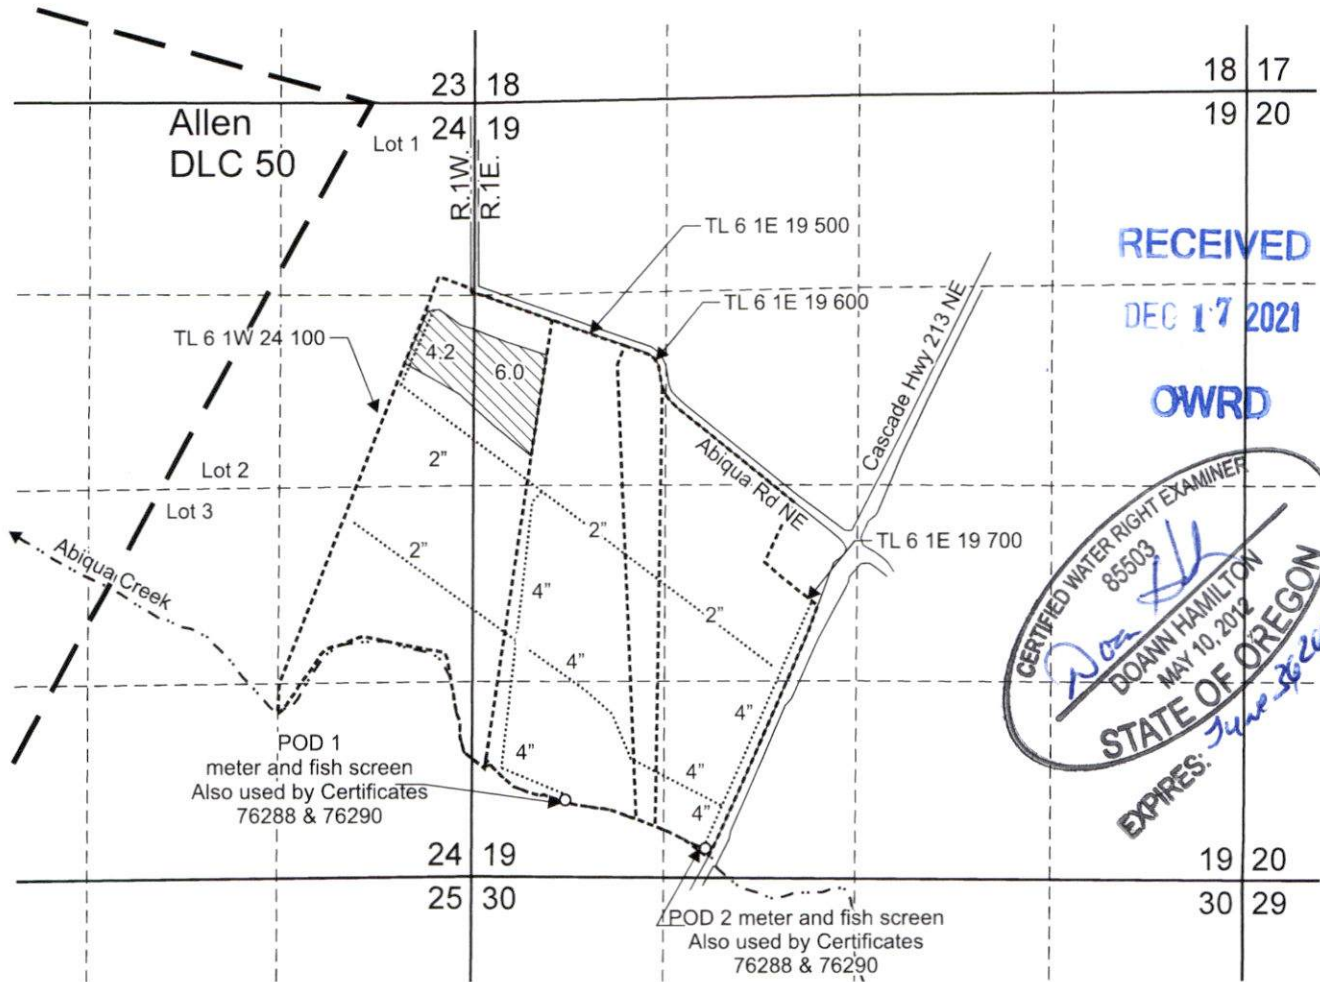 23 18
18 17
24 19
19 20
Allen
DLC 50
Lot 1
R.1W.
R.1E.
TL 6 1E 19 500
RECEIVED
DEC 17 2021
OWRD
TL 6 1E 19 600
TL 6 1W 24 100
4.2
6.0
Cascade Hwy 213 NE
Abiqua Rd NE
2"
Lot 2
Lot 3
2"
2"
TL 6 1E 19 700
Abiqua Creek
4"
2"
4"
4"
4"
4"
4"
POD 1
meter and fish screen
Also used by Certificates
76288 & 76290
CERTIFIED WATER RIGHT EXAMINER
85503
DOANN HAMILTON
MAY 10, 2012
STATE OF OREGON
EXPIRES: June 30
24 19
19 20
25 30
30 29
POD 2 meter and fish screen
Also used by Certificates
76288 & 76290